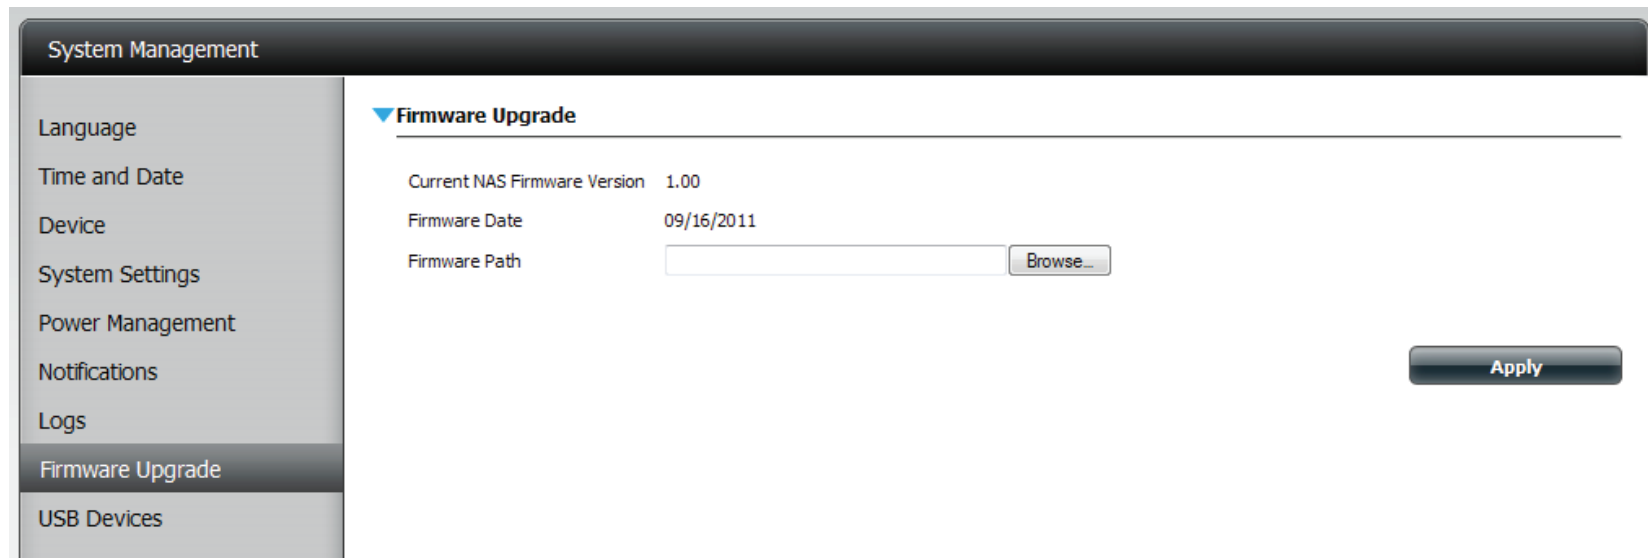 System Management
Language
Time and Date
Device
System Settings
Power Management
Notifications
Logs
Firmware Upgrade
USB Devices
Firmware Upgrade
Current NAS Firmware Version 1.00
Firmware Date 09/16/2011
Firmware Path Browse...
Apply